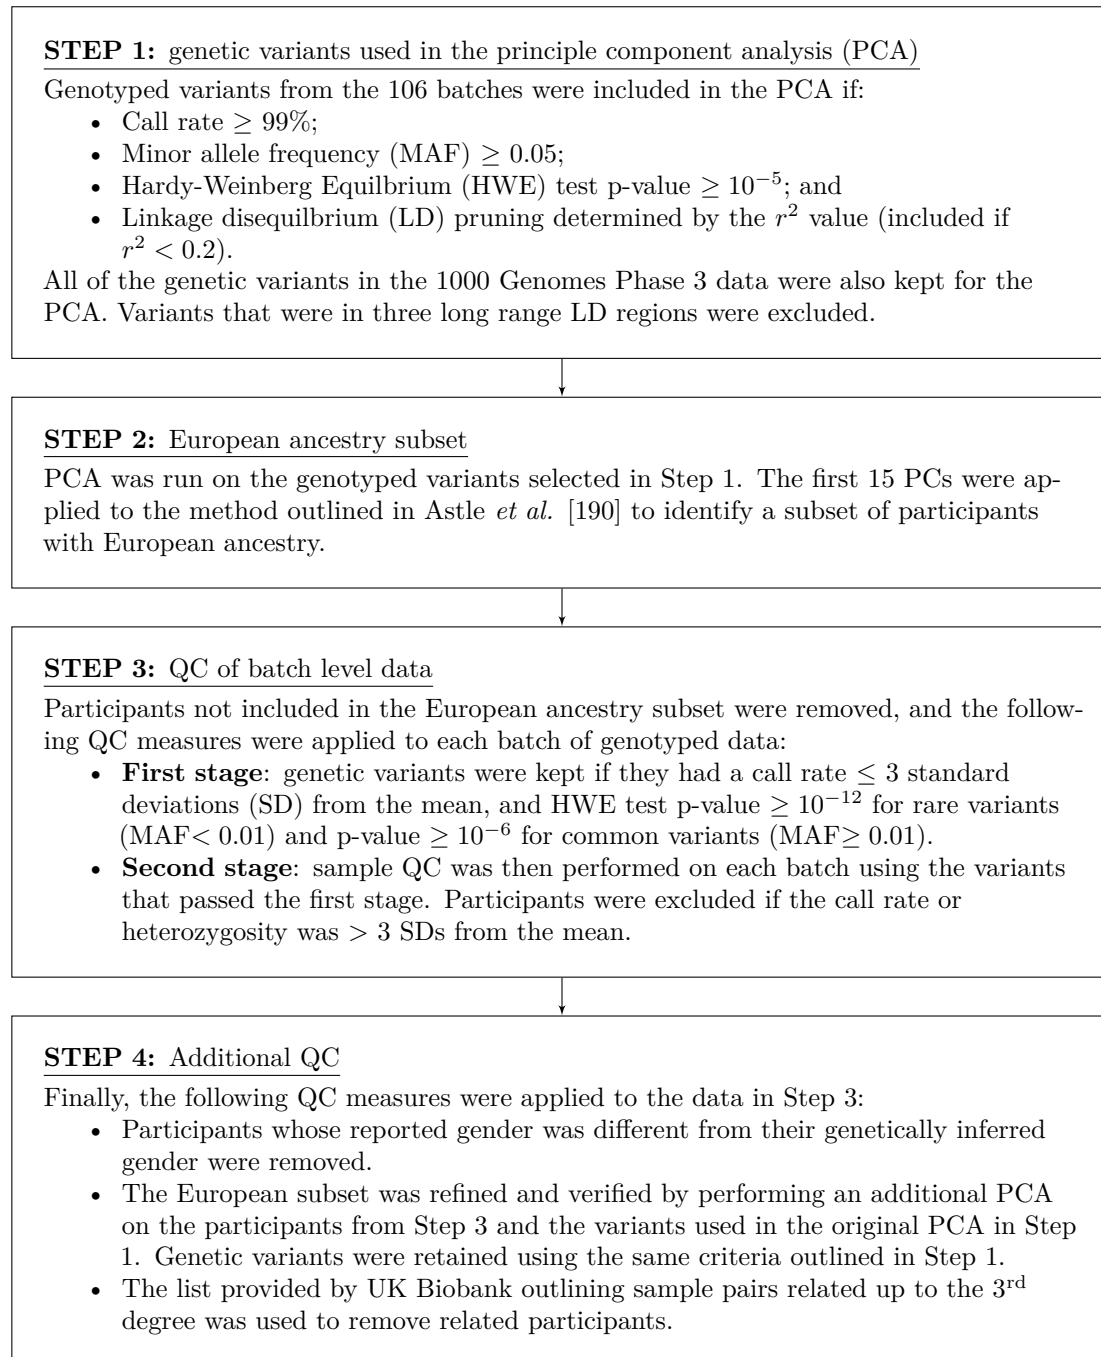 STEP 1: genetic variants used in the principle component analysis (PCA)
Genotyped variants from the 106 batches were included in the PCA if:
• Call rate ≥ 99%;
• Minor allele frequency (MAF) ≥ 0.05;
• Hardy-Weinberg Equilbrium (HWE) test p-value ≥ 10⁻⁵; and
• Linkage disequilbrium (LD) pruning determined by the r² value (included if
r² < 0.2).
All of the genetic variants in the 1000 Genomes Phase 3 data were also kept for the
PCA. Variants that were in three long range LD regions were excluded.
STEP 2: European ancestry subset
PCA was run on the genotyped variants selected in Step 1. The first 15 PCs were ap-
plied to the method outlined in Astle et al. [190] to identify a subset of participants
with European ancestry.
STEP 3: QC of batch level data
Participants not included in the European ancestry subset were removed, and the follow-
ing QC measures were applied to each batch of genotyped data:
• First stage: genetic variants were kept if they had a call rate ≤ 3 standard
deviations (SD) from the mean, and HWE test p-value ≥ 10⁻¹² for rare variants
(MAF< 0.01) and p-value ≥ 10⁻⁶ for common variants (MAF≥ 0.01).
• Second stage: sample QC was then performed on each batch using the variants
that passed the first stage. Participants were excluded if the call rate or
heterozygosity was > 3 SDs from the mean.
STEP 4: Additional QC
Finally, the following QC measures were applied to the data in Step 3:
• Participants whose reported gender was different from their genetically inferred
gender were removed.
• The European subset was refined and verified by performing an additional PCA
on the participants from Step 3 and the variants used in the original PCA in Step
1. Genetic variants were retained using the same criteria outlined in Step 1.
• The list provided by UK Biobank outlining sample pairs related up to the 3ʳᵈ
degree was used to remove related participants.